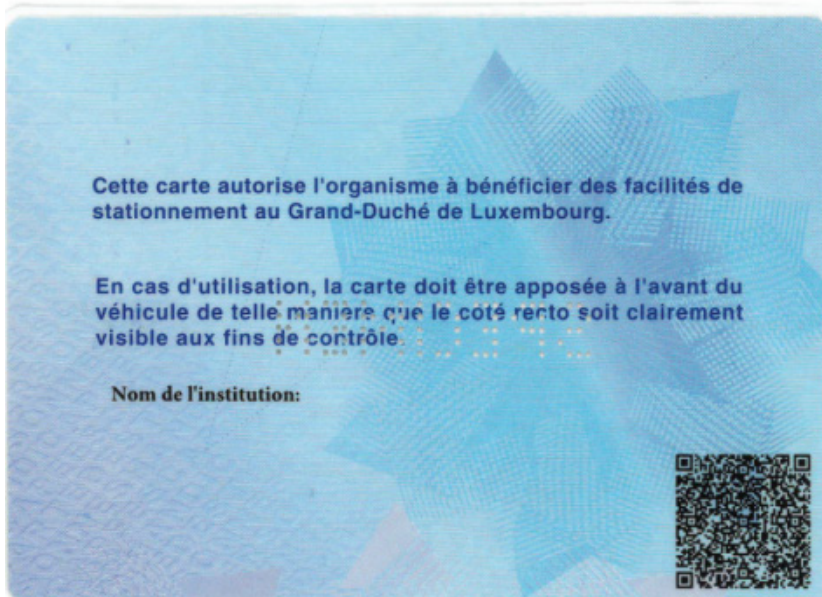 Cette carte autorise l'organisme à bénéficier des facilités de
stationnement au Grand-Duché de Luxembourg.
En cas d'utilisation, la carte doit être apposée à l'avant du
véhicule de telle manière que le côté recto soit clairement
visible aux fins de contrôle.
Nom de l'institution: